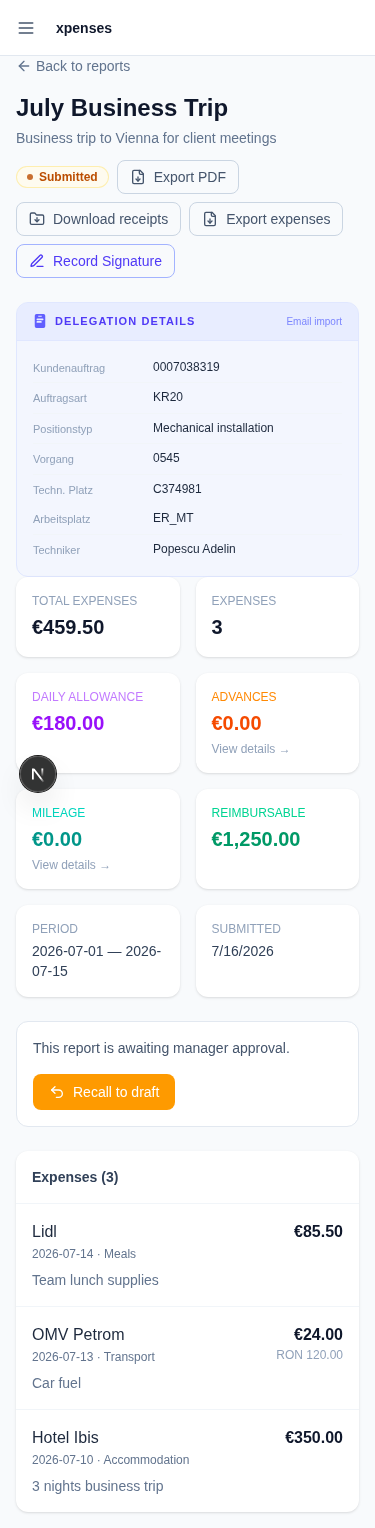 xpenses
Back to reports
July Business Trip
Business trip to Vienna for client meetings
Submitted
Export PDF
Download receipts
Export expenses
Record Signature
DELEGATION DETAILS
Email import
Kundenauftrag 0007038319
Auftragsart KR20
Positionstyp Mechanical installation
Vorgang 0545
Techn. Platz C374981
Arbeitsplatz ER_MT
Techniker Popescu Adelin
TOTAL EXPENSES
€459.50
EXPENSES
3
DAILY ALLOWANCE
€180.00
ADVANCES
€0.00
View details →
N
MILEAGE
€0.00
View details →
REIMBURSABLE
€1,250.00
PERIOD
2026-07-01 — 2026-
07-15
SUBMITTED
7/16/2026
This report is awaiting manager approval.
Recall to draft
Expenses (3)
Lidl €85.50
2026-07-14 · Meals
Team lunch supplies
OMV Petrom €24.00
2026-07-13 · Transport RON 120.00
Car fuel
Hotel Ibis €350.00
2026-07-10 · Accommodation
3 nights business trip